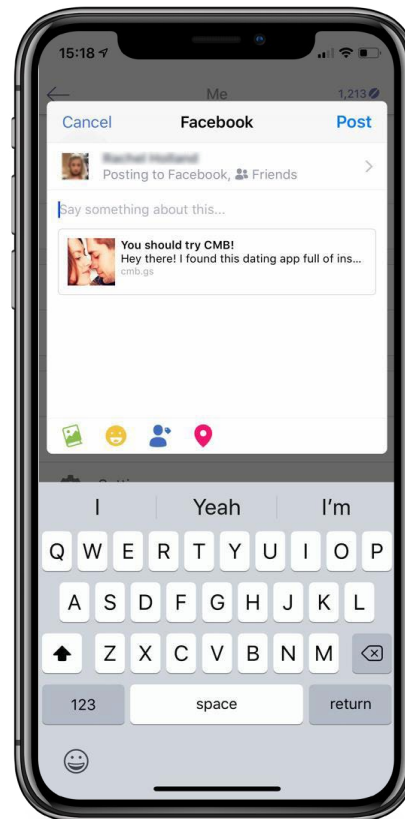 15:18
Me
1,213
Cancel
Facebook
Post
Posting to Facebook, Friends
Say something about this...
You should try CMB!
Hey there! I found this dating app full of ins...
cmb.gs
I
Yeah
I'm
Q W E R T Y U I O P
A S D F G H J K L
Z X C V B N M
123
space
return